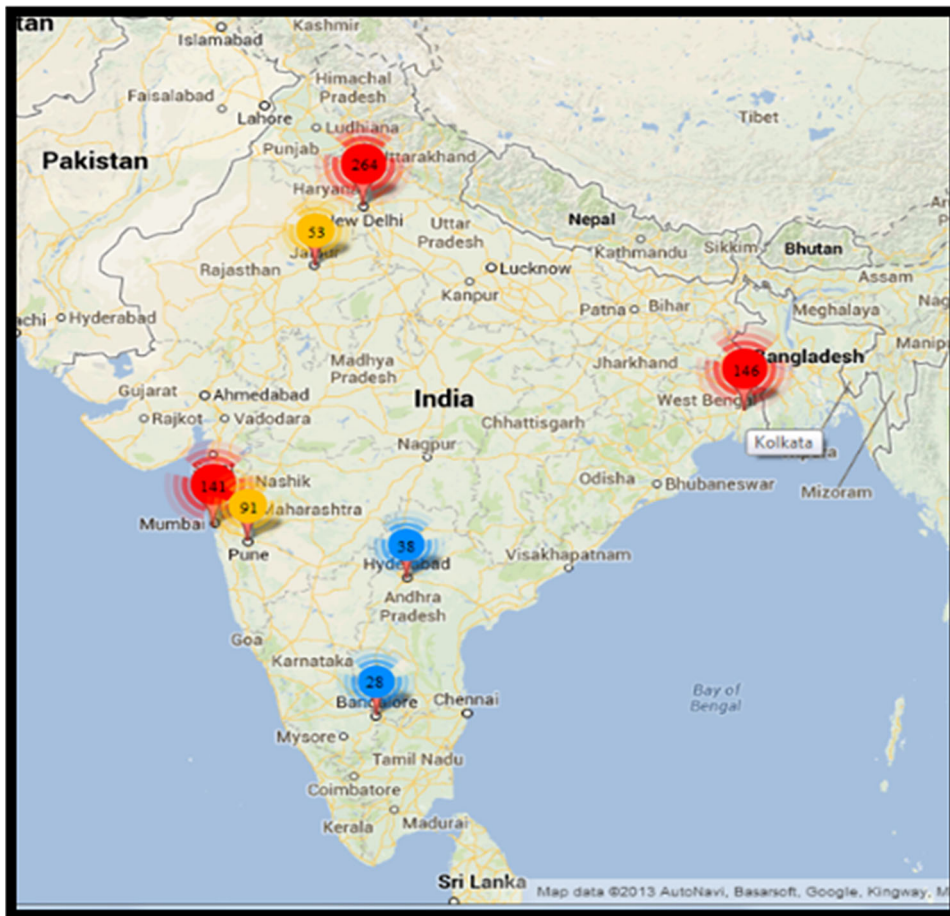 tan
Kashmir
Islamabad
Himachal
Pradesh
Faisalabad
Lahore
Tibet
Ludhiana
Punjab
Pakistan
264
Uttarakhand
Haryana
New Delhi
53
Jaipur
Rajasthan
Uttar
Pradesh
Nepal
Kathmandu
Sikkim
Bhutan
Lucknow
Kanpur
Assam
Nag
achi
Hyderabad
Patna
Bihar
Meghalaya
Manipu
Bangladesh
146
Madhya
Pradesh
Jharkhand
West Bengal
Gujarat
Ahmedabad
India
Rajkot
Vadodara
Chhattisgarh
Kolkata
Nagpur
Mizoram
Odisha
Bhubaneswar
141
Nashik
91
Maharashtra
Mumbai
Pune
38
Hyderabad
Visakhapatnam
Andhra
Pradesh
Goa
Karnataka
28
Bangalore
Chennai
Bay of
Bengal
Mysore
Tamil Nadu
Coimbatore
Kerala
Madurai
Sri Lanka
Map data ©2013 AutoNavi, Basarsoft, Google, Kingway, M